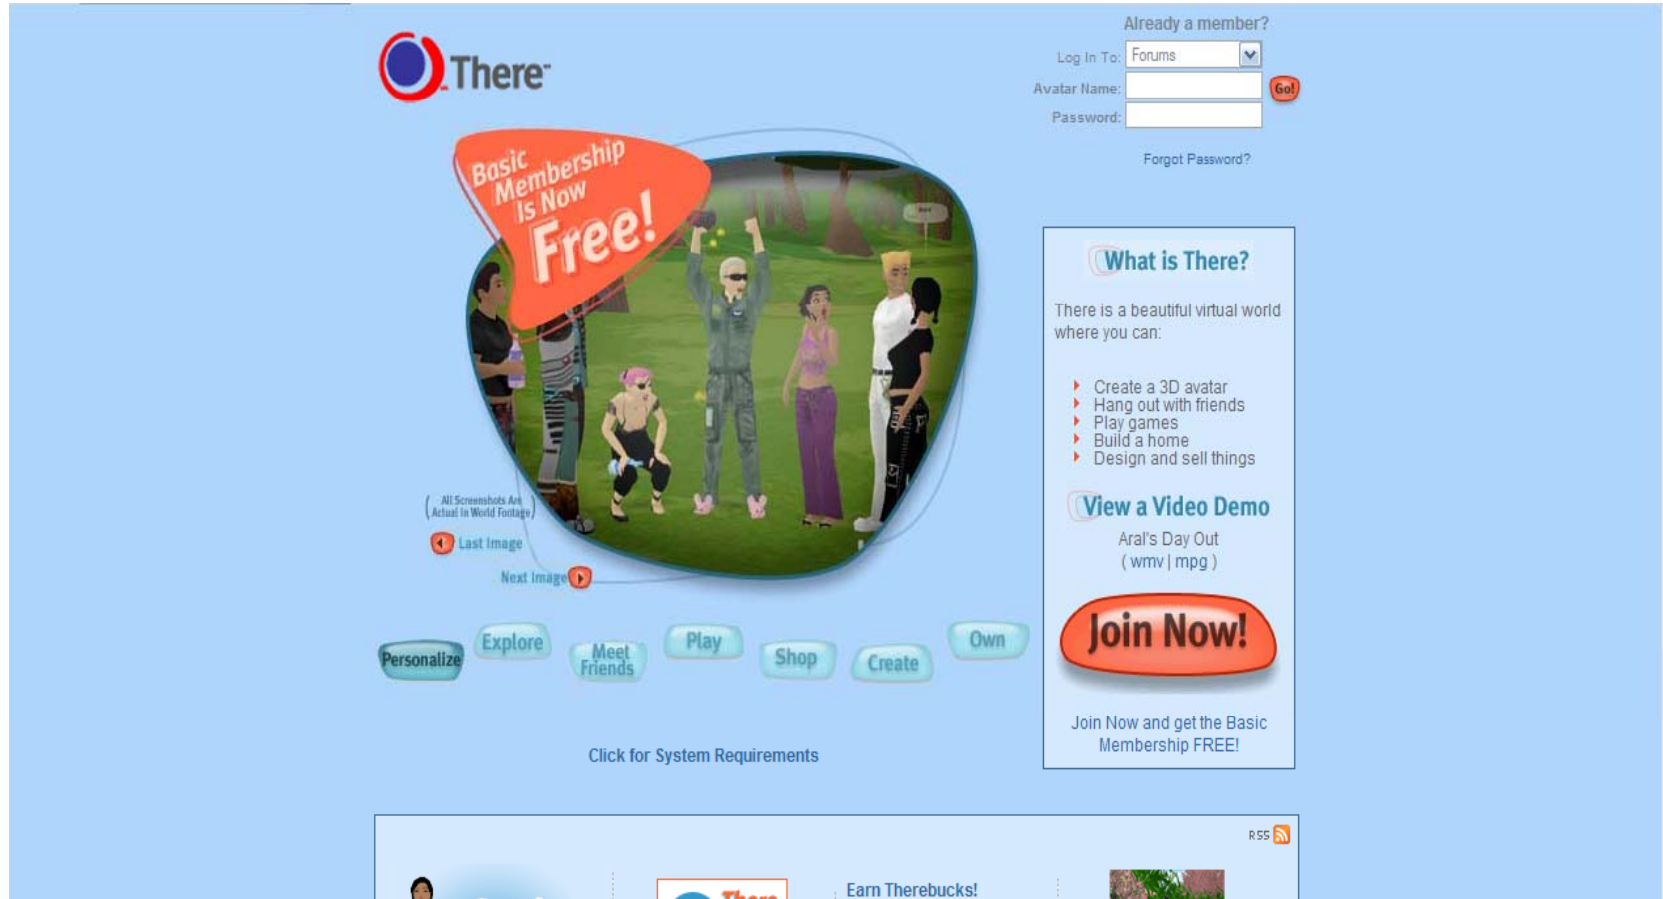 Already a member?
Log In To: Forums
Avatar Name:
Go!
Password:
Forgot Password?
There™
Basic
Membership
Is Now
Free!
(All Screenshots Are
Actual In World Footage)
Last Image
Next Image
Personalize
Explore
Meet
Friends
Play
Shop
Create
Own
Click for System Requirements
What is There?
There is a beautiful virtual world
where you can:
Create a 3D avatar
Hang out with friends
Play games
Build a home
Design and sell things
View a Video Demo
Aral's Day Out
( wmv | mpg )
Join Now!
Join Now and get the Basic
Membership FREE!
RSS
There
Earn Therebucks!